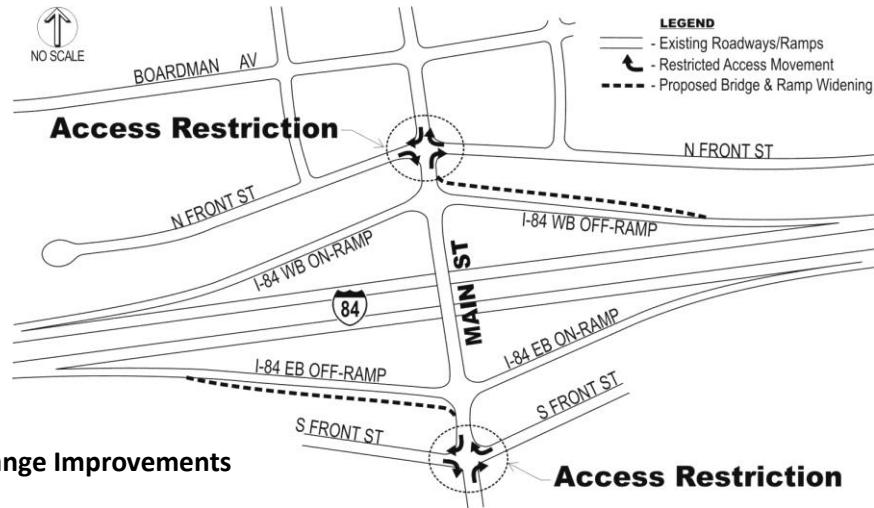 NO SCALE
LEGEND
- Existing Roadways/Ramps
- Restricted Access Movement
- Proposed Bridge & Ramp Widening
BOARDMAN AV
Access Restriction
N FRONT ST
N FRONT ST
I-84 WB ON-RAMP
I-84 WB OFF-RAMP
MAIN ST
84
I-84 EB ON-RAMP
I-84 EB OFF-RAMP
S FRONT ST
S FRONT ST
ange Improvements
Access Restriction